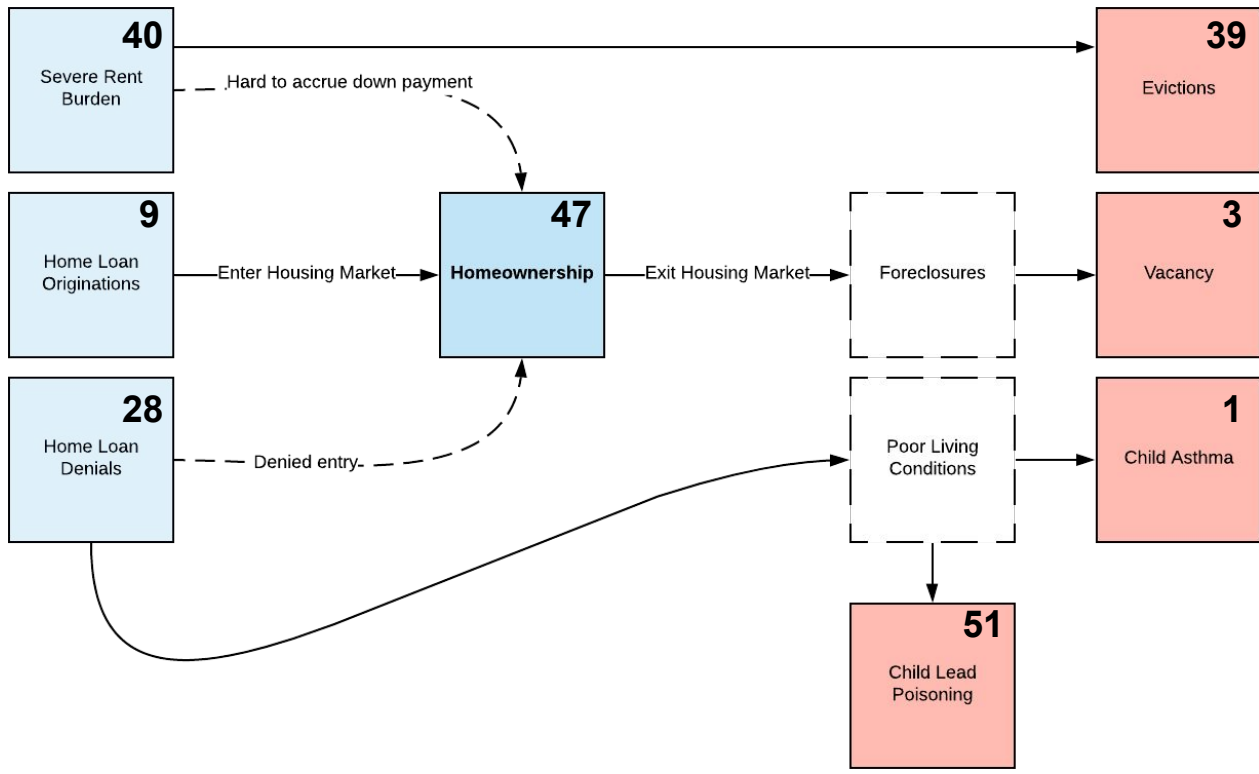 40
Severe Rent
Burden
Hard to accrue down payment
39
Evictions
9
Home Loan
Originations
Enter Housing Market
47
Homeownership
Exit Housing Market
Foreclosures
3
Vacancy
28
Home Loan
Denials
Denied entry
Poor Living
Conditions
1
Child Asthma
51
Child Lead
Poisoning